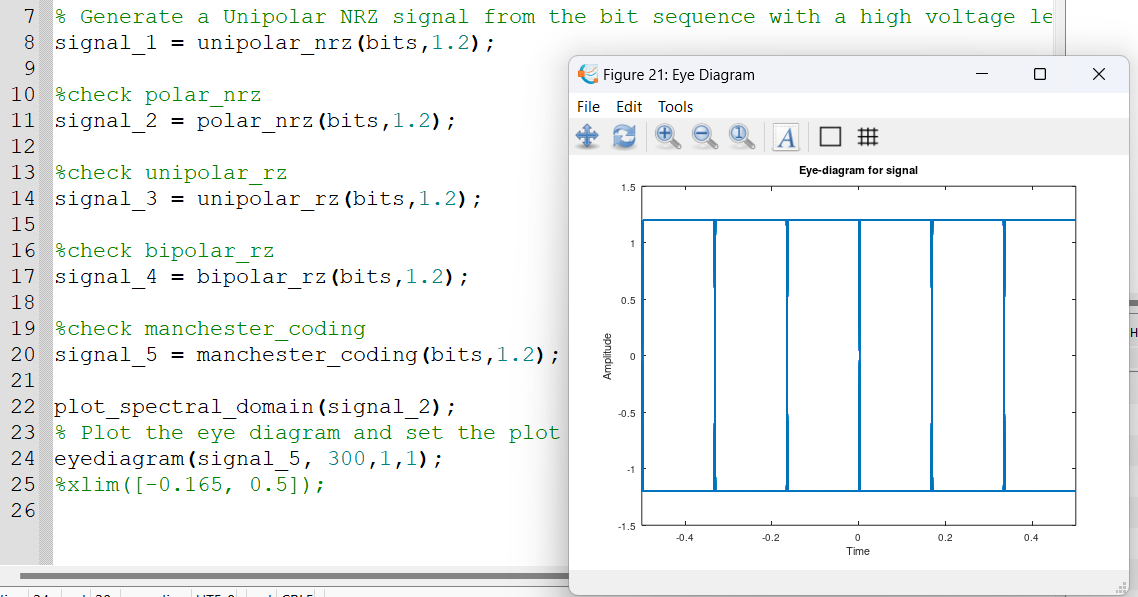 7 % Generate a Unipolar NRZ signal from the bit sequence with a high voltage le
8 signal_1 = unipolar_nrz(bits,1.2);
9
10 %check polar_nrz
11 signal_2 = polar_nrz(bits,1.2);
12
13 %check unipolar_rz
14 signal_3 = unipolar_rz(bits,1.2);
15
16 %check bipolar_rz
17 signal_4 = bipolar_rz(bits,1.2);
18
19 %check manchester_coding
20 signal_5 = manchester_coding(bits,1.2);
21
22 plot_spectral_domain(signal_2);
23 % Plot the eye diagram and set the plot
24 eyediagram(signal_5, 300,1,1);
25 %xlim([-0.165, 0.5]);
26
Figure 21: Eye Diagram
File Edit Tools
A
Eye-diagram for signal
1.5
1
0.5
0
-0.5
-1
-1.5
Amplitude
-0.4 -0.2 0 0.2 0.4
Time
H